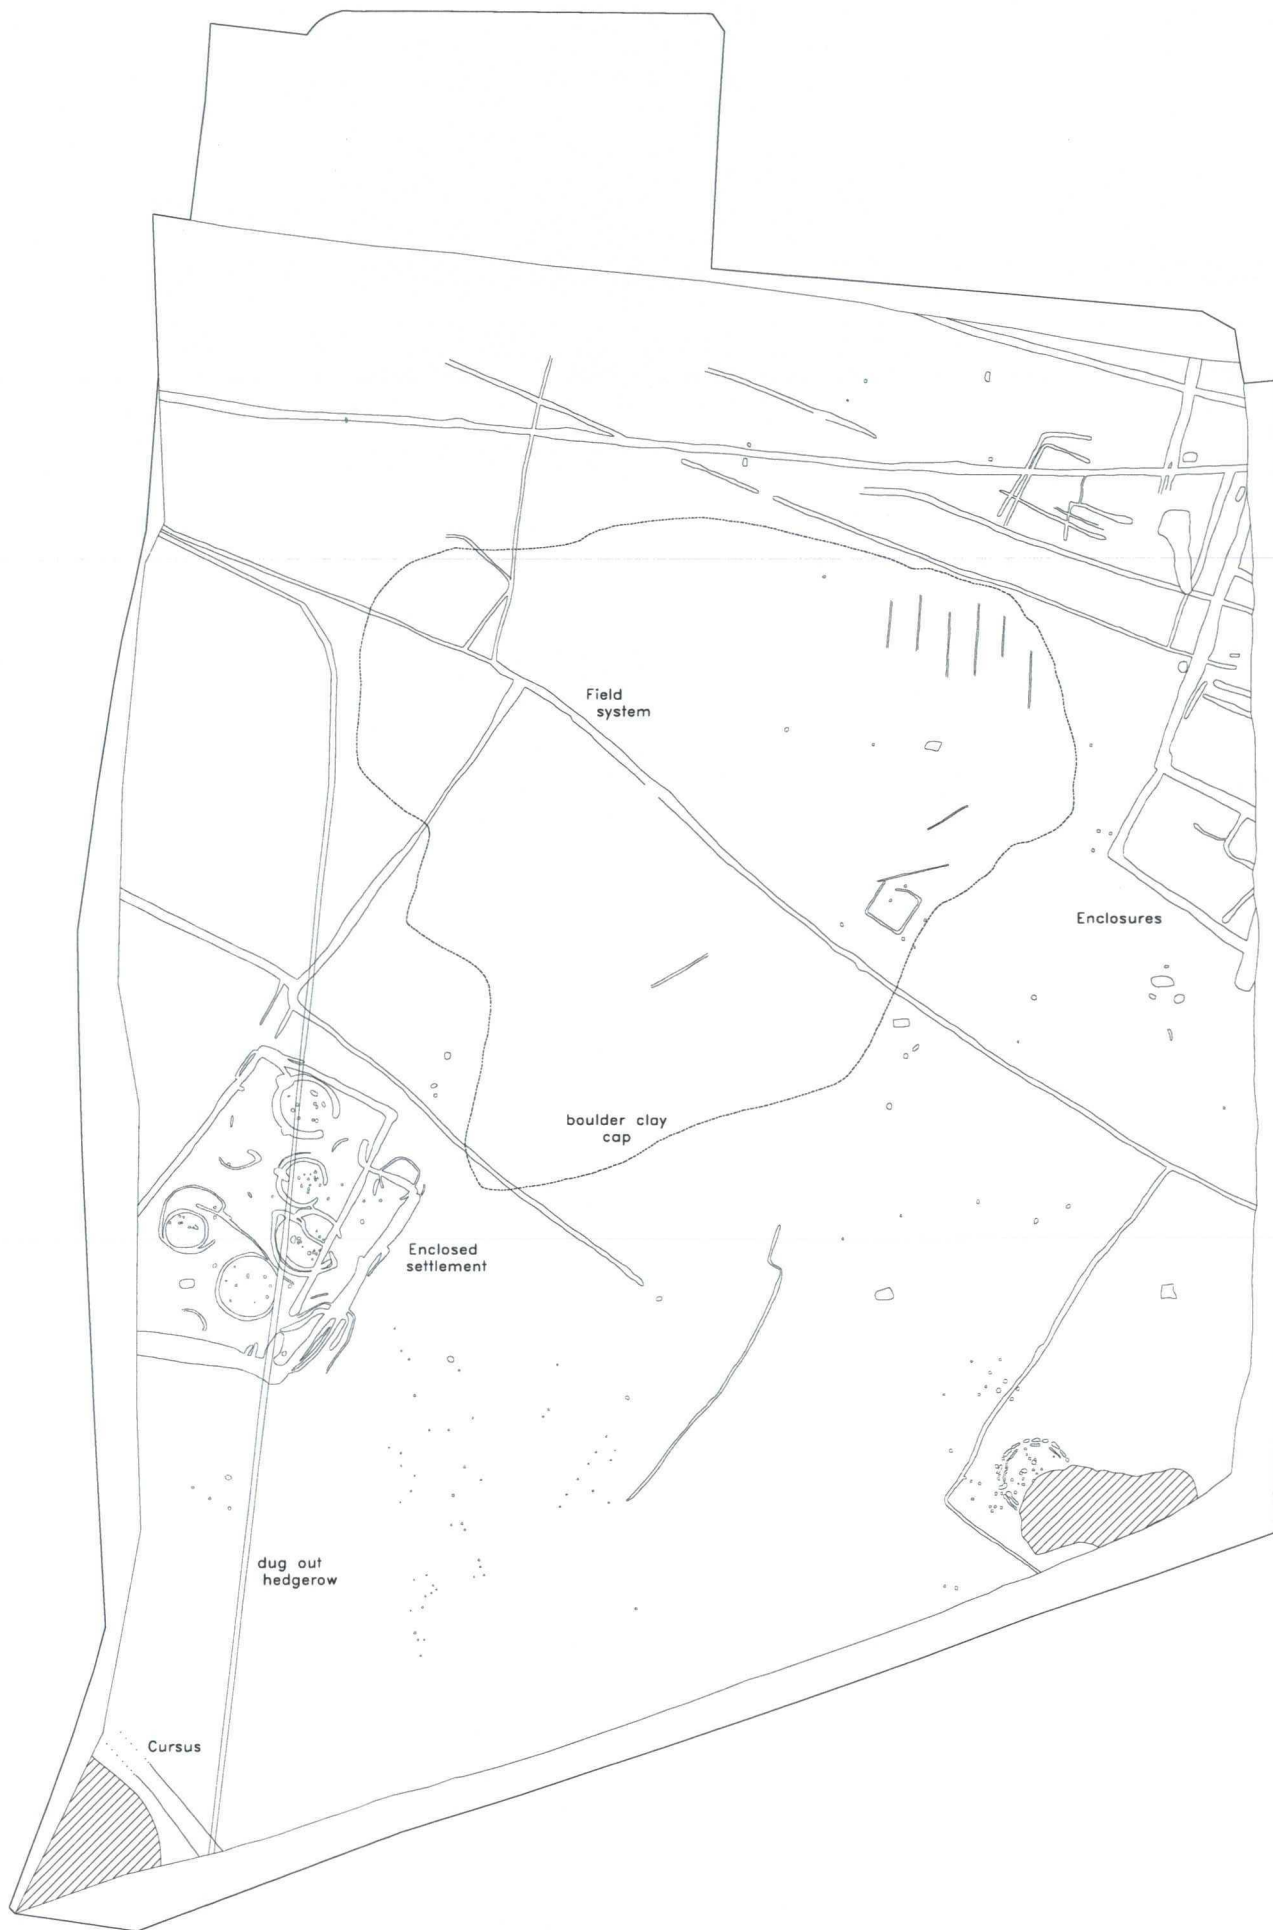 Field
system
Enclosures
boulder clay
cap
Enclosed
settlement
dug out
hedgerow
Cursus